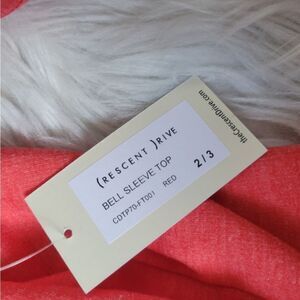 (RESCENT )RIVE
BELL SLEEVE TOP
CDTP70-FT001 RED
2/3
theCrescentDrive.com